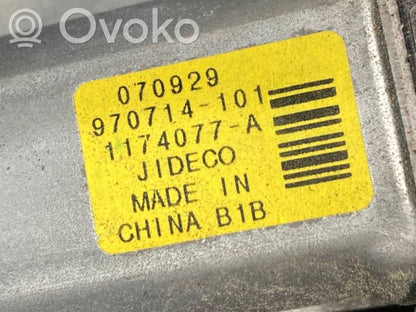 Ovoko
070929
970714-101
1174077-A
JIDECO
MADE IN
CHINA B1B